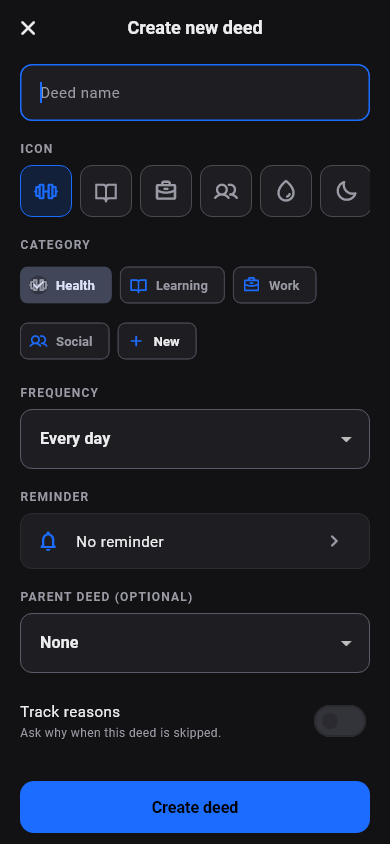 Create new deed
Deed name
ICON
CATEGORY
Health
Learning
Work
Social
New
FREQUENCY
Every day
REMINDER
No reminder
PARENT DEED (OPTIONAL)
None
Track reasons
Ask why when this deed is skipped.
Create deed